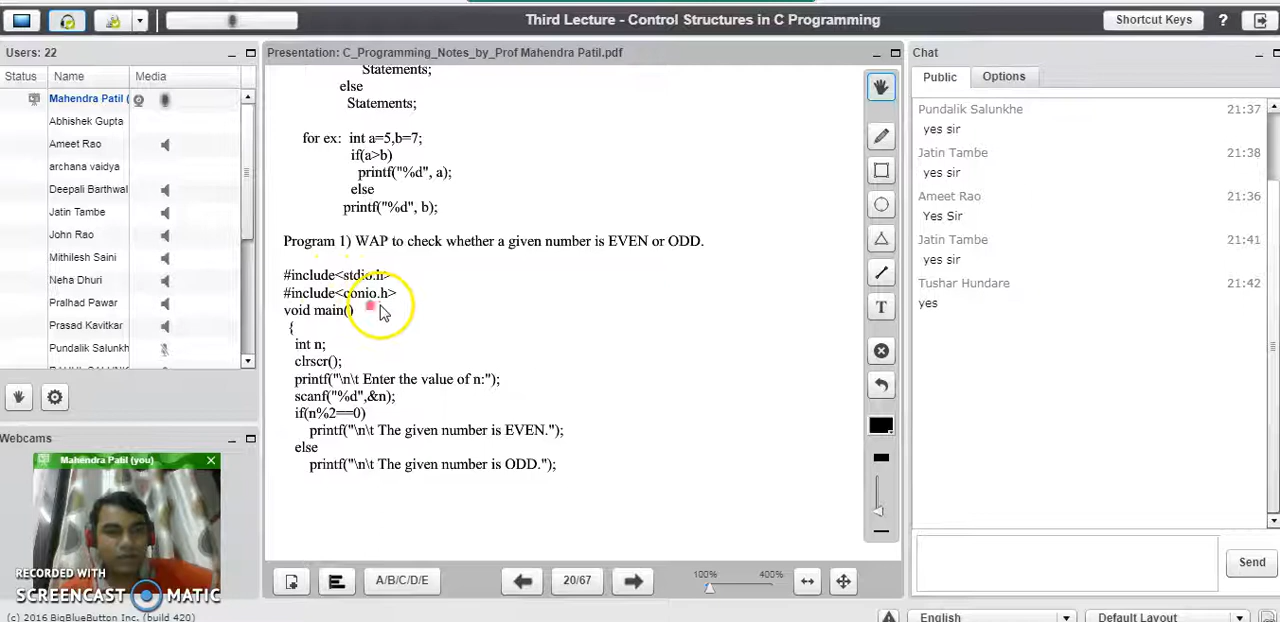 Third Lecture - Control Structures in C Programming
Shortcut Keys
?
Users: 22
Status Name Media
Mahendra Patil (
Abhishek Gupta
Ameet Rao
archana vaidya
Deepali Barthwal
Jatin Tambe
John Rao
Mithilesh Saini
Neha Dhuri
Pralhad Pawar
Prasad Kavitkar
Pundalik Salunkh
Webcams
Mahendra Patil (you)
RECORDED WITH
SCREENCAST MATIC
(c) 2016 BigBlueButton Inc. (build 420)
Presentation: C_Programming_Notes_by_Prof Mahendra Patil.pdf
Statements;
else
Statements;
for ex: int a=5,b=7;
if(a>b)
printf("%d", a);
else
printf("%d", b);
Program 1) WAP to check whether a given number is EVEN or ODD.
#include<stdio.h>
#include<conio.h>
void main()
{
int n;
clrscr();
printf("\n\t Enter the value of n:");
scanf("%d",&n);
if(n%2==0)
printf("\n\t The given number is EVEN.");
else
printf("\n\t The given number is ODD.");
T
A/B/C/D/E
20/67
100% 400%
Chat
Public Options
Pundalik Salunkhe 21:37
yes sir
Jatin Tambe 21:38
yes sir
Ameet Rao 21:36
Yes Sir
Jatin Tambe 21:41
yes sir
Tushar Hundare 21:42
yes
Send
English
Default Layout